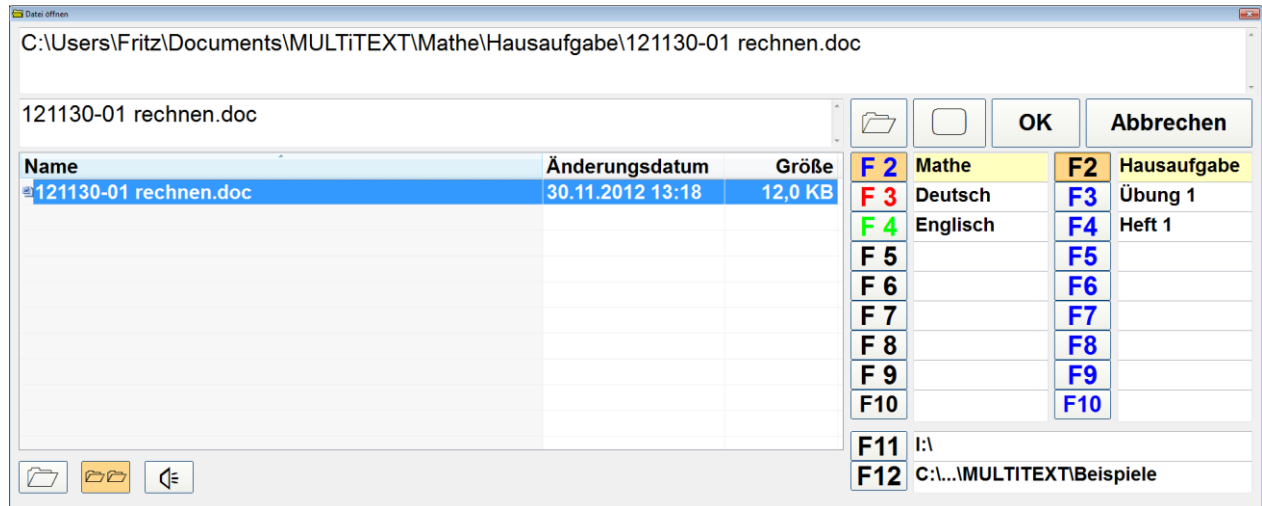 Datei öffnen
C:\Users\Fritz\Documents\MULTiTEXT\Mathe\Hausaufgabe\121130-01 rechnen.doc
121130-01 rechnen.doc
OK Abbrechen
Name Änderungsdatum Größe
121130-01 rechnen.doc 30.11.2012 13:18 12,0 KB
F 2 Mathe F2 Hausaufgabe
F 3 Deutsch F3 Übung 1
F 4 Englisch F4 Heft 1
F 5 F5
F 6 F6
F 7 F7
F 8 F8
F 9 F9
F10 F10
F11 I:\
F12 C:\...\MULTITEXT\Beispiele